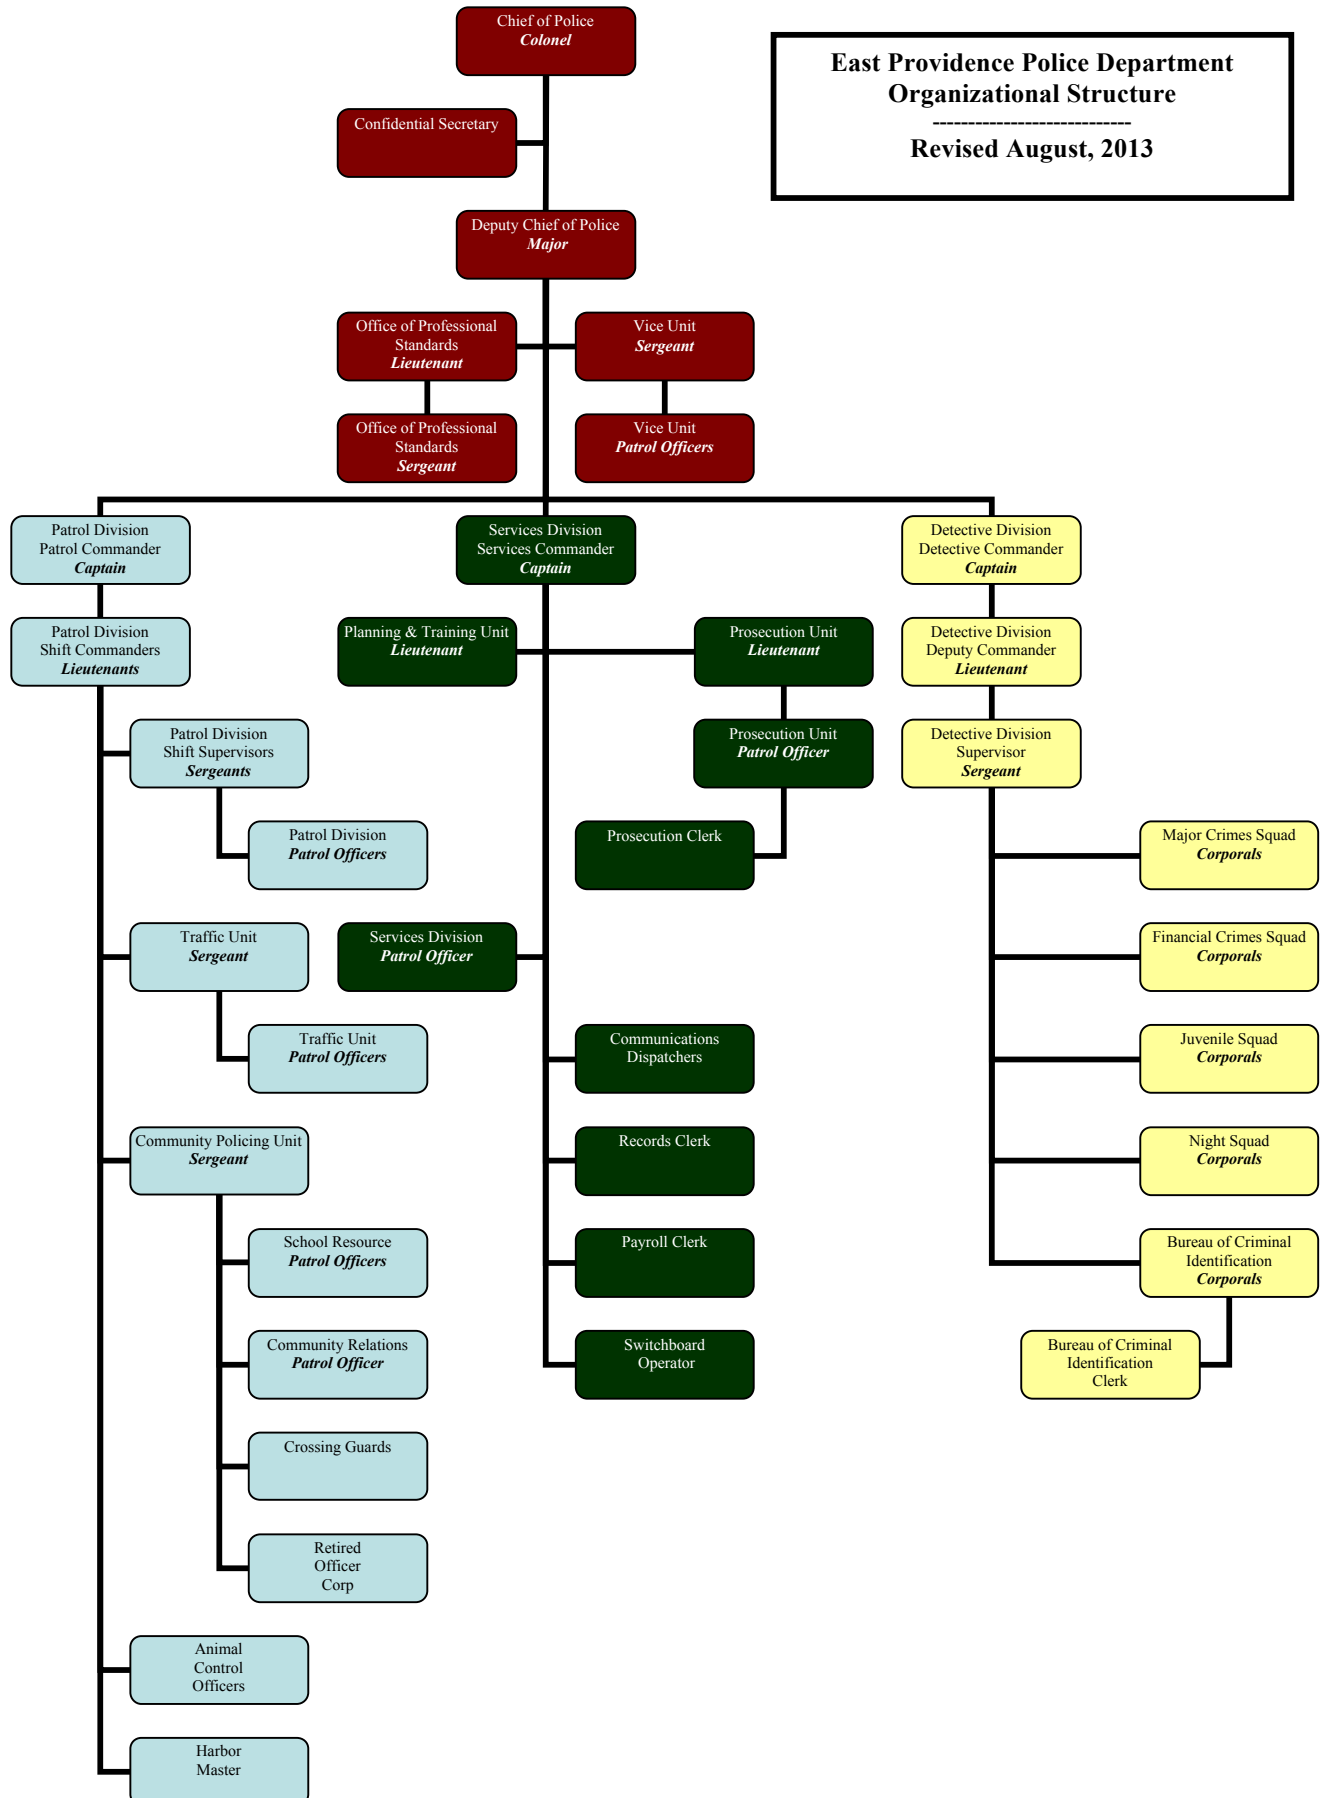 Chief of Police
Colonel
East Providence Police Department
Organizational Structure
----------------------------
Revised August, 2013
Confidential Secretary
Deputy Chief of Police
Major
Office of Professional
Standards
Lieutenant
Vice Unit
Sergeant
Office of Professional
Standards
Sergeant
Vice Unit
Patrol Officers
Patrol Division
Patrol Commander
Captain
Services Division
Services Commander
Captain
Detective Division
Detective Commander
Captain
Patrol Division
Shift Commanders
Lieutenants
Planning & Training Unit
Lieutenant
Prosecution Unit
Lieutenant
Detective Division
Deputy Commander
Lieutenant
Patrol Division
Shift Supervisors
Sergeants
Prosecution Unit
Patrol Officer
Detective Division
Supervisor
Sergeant
Patrol Division
Patrol Officers
Prosecution Clerk
Major Crimes Squad
Corporals
Traffic Unit
Sergeant
Services Division
Patrol Officer
Financial Crimes Squad
Corporals
Traffic Unit
Patrol Officers
Communications
Dispatchers
Juvenile Squad
Corporals
Community Policing Unit
Sergeant
Records Clerk
Night Squad
Corporals
School Resource
Patrol Officers
Payroll Clerk
Bureau of Criminal
Identification
Corporals
Community Relations
Patrol Officer
Switchboard
Operator
Bureau of Criminal
Identification
Clerk
Crossing Guards
Retired
Officer
Corp
Animal
Control
Officers
Harbor
Master